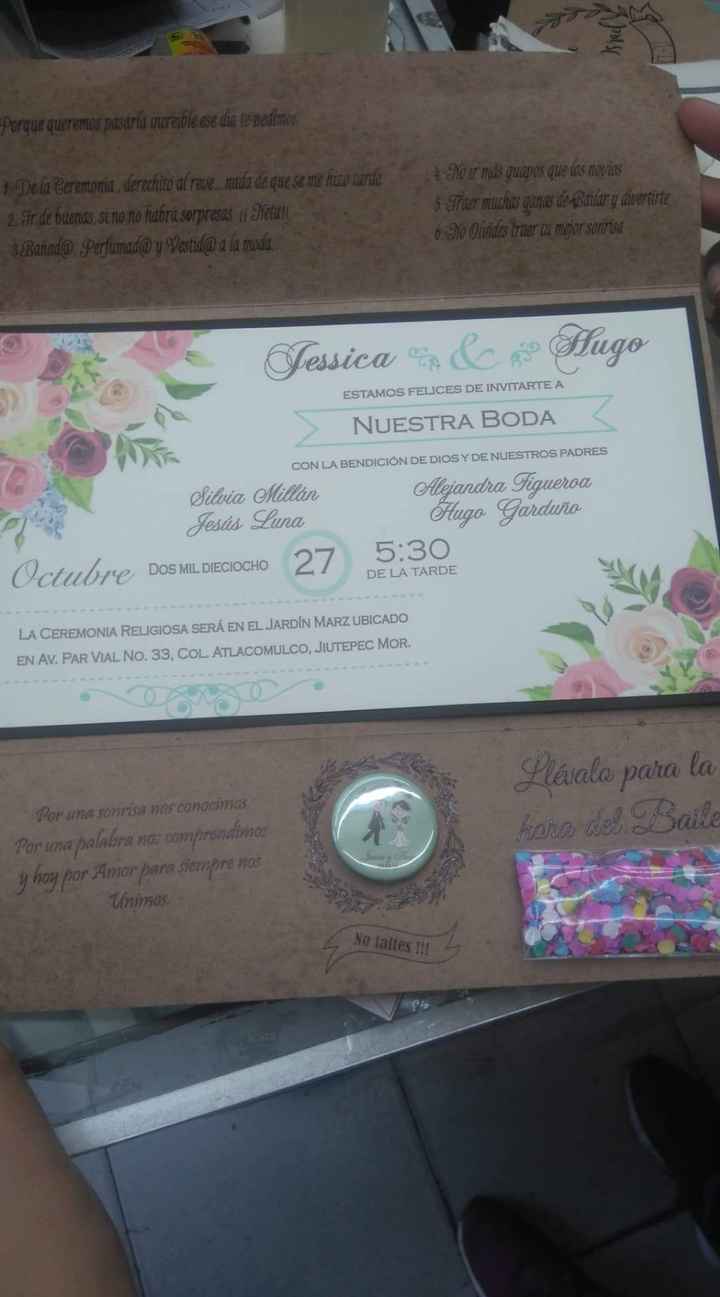 Porque queremos pasarla increible ese dia te pedimos:
1.-De la Ceremonia , derechito al reve... nada de que se me hizo tarda
2. Ir de buenas, si no no habrá sorpresas ¡¡ Neta!!
3.Bañad@, Perfumad@ y Vestid@ a la moda.
4.-No ir más guapos que los novios
5.-Traer muchas ganas de Bailar y divertirte
6.-No Olvides traer tu mejor sonrisa
Jessica & Hugo
ESTAMOS FELICES DE INVITARTE A
NUESTRA BODA
CON LA BENDICIÓN DE DIOS Y DE NUESTROS PADRES
Silvia Millán
Jesús Luna
Alejandra Figueroa
Hugo Garduño
Octubre DOS MIL DIECIOCHO 27 5:30
DE LA TARDE
LA CEREMONIA RELIGIOSA SERÁ EN EL JARDÍN MARZ UBICADO
EN AV. PAR VIAL NO. 33, COL. ATLACOMULCO, JIUTEPEC MOR.
Por una sonrisa nos conocimos
Por una palabra nos comprendimos
y hoy por Amor para siempre nos
Unimos.
No faltes !!!
Llévalo para la
hora del Baile